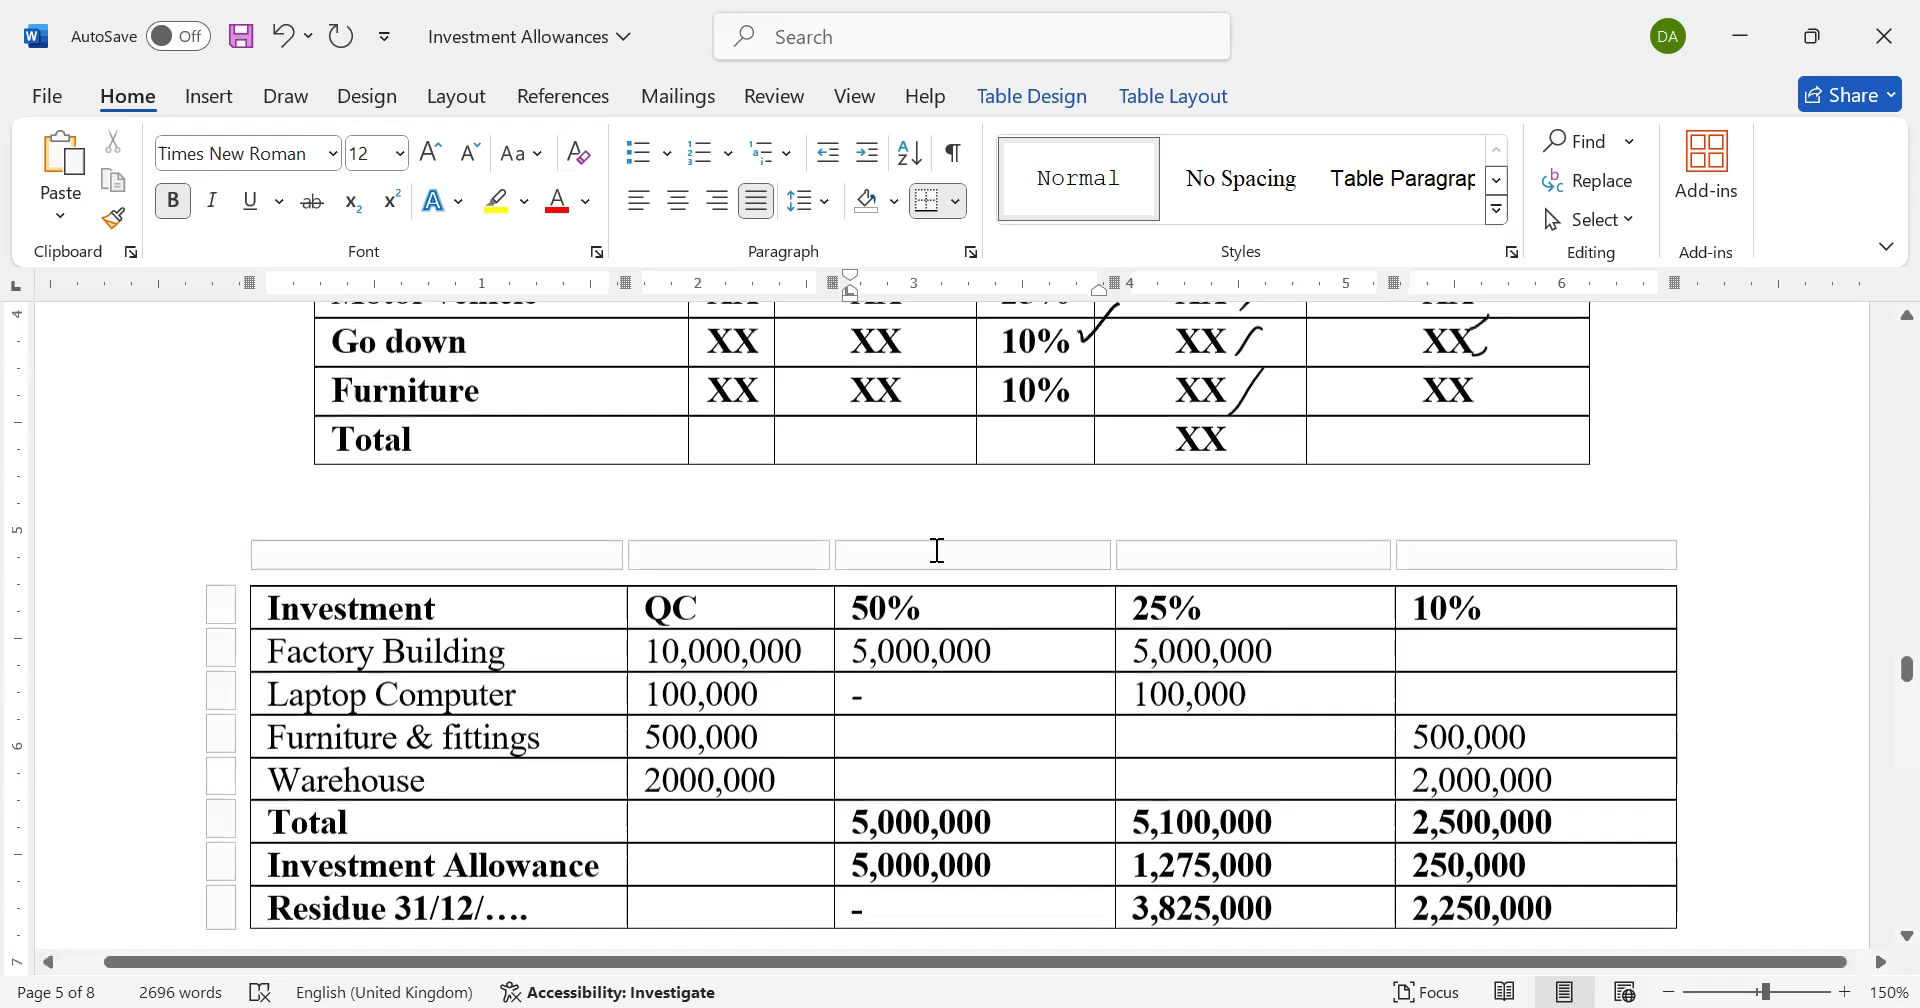 AutoSave Off Investment Allowances Search DA
File Home Insert Draw Design Layout References Mailings Review View Help Table Design Table Layout Share
Paste Times New Roman 12 Aa Normal No Spacing Table Paragrap Find Replace Select Add-ins
Clipboard Font Paragraph Styles Editing Add-ins
1 2 3 4 5 6
Go down XX XX 10% XX XX
Furniture XX XX 10% XX XX
Total XX
Investment QC 50% 25% 10%
Factory Building 10,000,000 5,000,000 5,000,000
Laptop Computer 100,000 - 100,000
Furniture & fittings 500,000 500,000
Warehouse 2000,000 2,000,000
Total 5,000,000 5,100,000 2,500,000
Investment Allowance 5,000,000 1,275,000 250,000
Residue 31/12/…. - 3,825,000 2,250,000
Page 5 of 8 2696 words English (United Kingdom) Accessibility: Investigate Focus 150%